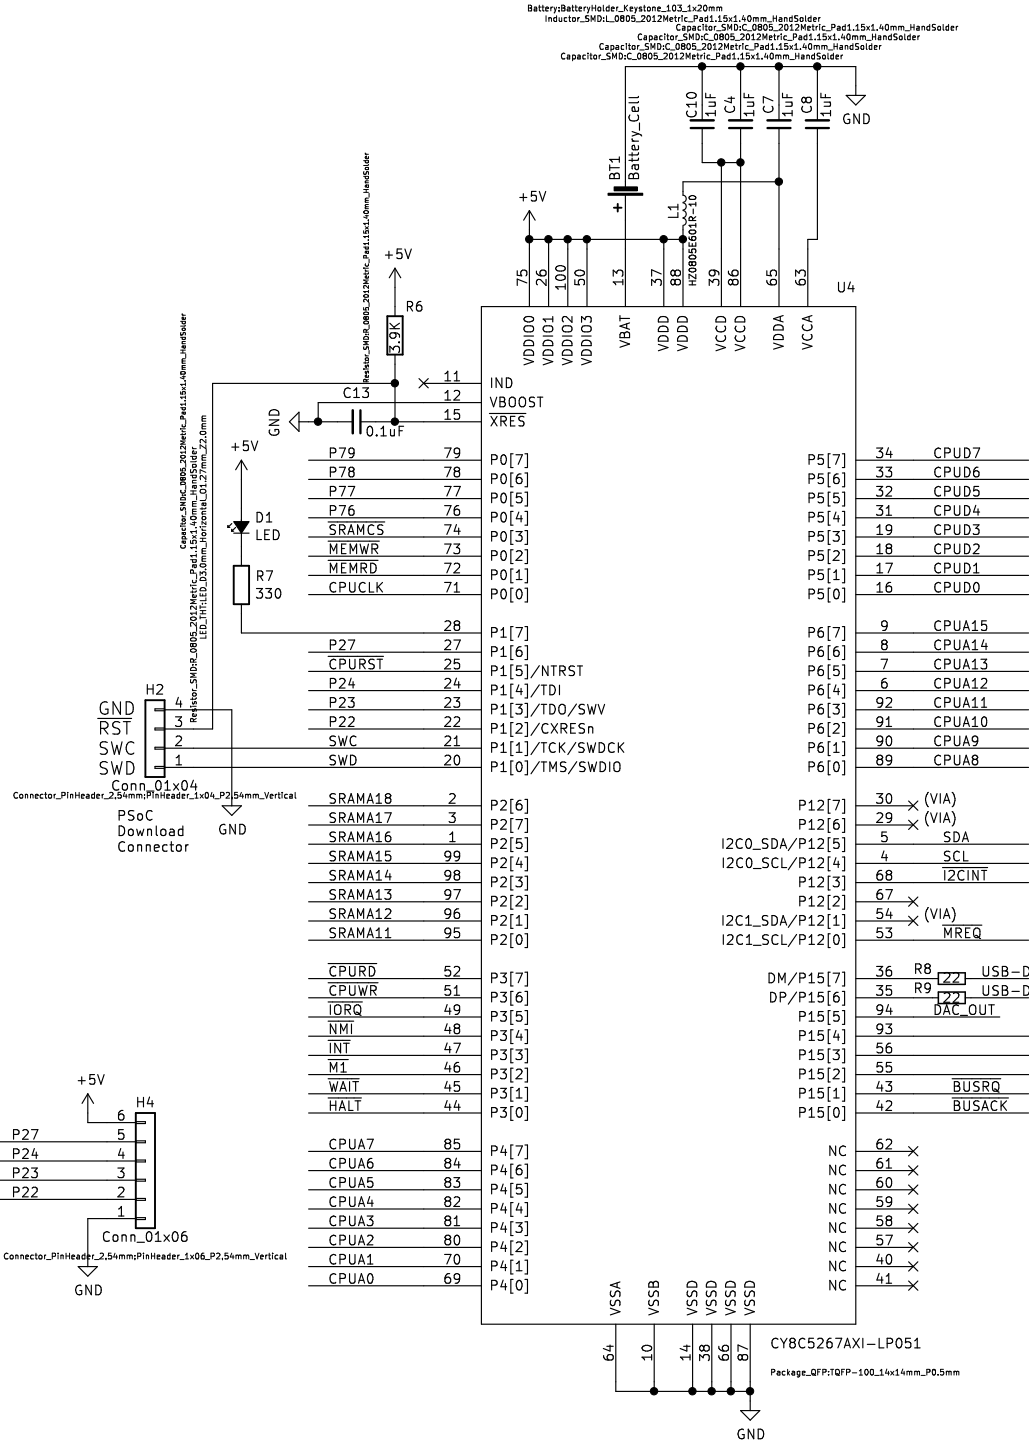 Battery:BatteryHolder_Keystone_103_1x20mm
Inductor_SMD:L_0805_2012Metric_Pad1.15x1.40mm_HandSolder
Capacitor_SMD:C_0805_2012Metric_Pad1.15x1.40mm_HandSolder
Capacitor_SMD:C_0805_2012Metric_Pad1.15x1.40mm_HandSolder
Capacitor_SMD:C_0805_2012Metric_Pad1.15x1.40mm_HandSolder
Capacitor_SMD:C_0805_2012Metric_Pad1.15x1.40mm_HandSolder
C10
1uF
C4
1uF
C7
1uF
C8
1uF
GND
BT1
Battery_Cell
+
L1
HZ0805E601R-10
+5V
75
26
100
50
13
37
88
39
86
65
63
U4
VDDIO0
VDDIO1
VDDIO2
VDDIO3
VBAT
VDDD
VDDD
VCCD
VCCD
VDDA
VCCA
Resistor_SMD:R_0805_2012Metric_Pad1.15x1.40mm_HandSolder
+5V
R6
3.9K
C13
0.1uF
GND
11 IND
12 VBOOST
15 XRES
Capacitor_SMD:C_0805_2012Metric_Pad1.15x1.40mm_HandSolder
Resistor_SMD:R_0805_2012Metric_Pad1.15x1.40mm_HandSolder
LED_THT:LED_D3.0mm_Horizontal_O1.27mm_Z2.0mm
+5V
D1
LED
R7
330
P79 79 P0[7]
P78 78 P0[6]
P77 77 P0[5]
P76 76 P0[4]
SRAMCS 74 P0[3]
MEMWR 73 P0[2]
MEMRD 72 P0[1]
CPUCLK 71 P0[0]
28 P1[7]
P27 27 P1[6]
CPURST 25 P1[5]/NTRST
P24 24 P1[4]/TDI
P23 23 P1[3]/TDO/SWV
P22 22 P1[2]/CXRESn
SWC 21 P1[1]/TCK/SWDCK
SWD 20 P1[0]/TMS/SWDIO
H2
GND 4
RST 3
SWC 2
SWD 1
Conn_01x04
Connector_PinHeader_2.54mm:PinHeader_1x04_P2.54mm_Vertical
GND
PSoC
Download
Connector
SRAMA18 2 P2[6]
SRAMA17 3 P2[7]
SRAMA16 1 P2[5]
SRAMA15 99 P2[4]
SRAMA14 98 P2[3]
SRAMA13 97 P2[2]
SRAMA12 96 P2[1]
SRAMA11 95 P2[0]
CPURD 52 P3[7]
CPUWR 51 P3[6]
IORQ 49 P3[5]
NMI 48 P3[4]
INT 47 P3[3]
M1 46 P3[2]
WAIT 45 P3[1]
HALT 44 P3[0]
CPUA7 85 P4[7]
CPUA6 84 P4[6]
CPUA5 83 P4[5]
CPUA4 82 P4[4]
CPUA3 81 P4[3]
CPUA2 80 P4[2]
CPUA1 70 P4[1]
CPUA0 69 P4[0]
+5V
H4
6
P27 5
P24 4
P23 3
P22 2
1
Conn_01x06
Connector_PinHeader_2.54mm:PinHeader_1x06_P2.54mm_Vertical
GND
P5[7] 34 CPUD7
P5[6] 33 CPUD6
P5[5] 32 CPUD5
P5[4] 31 CPUD4
P5[3] 19 CPUD3
P5[2] 18 CPUD2
P5[1] 17 CPUD1
P5[0] 16 CPUD0
P6[7] 9 CPUA15
P6[6] 8 CPUA14
P6[5] 7 CPUA13
P6[4] 6 CPUA12
P6[3] 92 CPUA11
P6[2] 91 CPUA10
P6[1] 90 CPUA9
P6[0] 89 CPUA8
P12[7] 30 (VIA)
P12[6] 29 (VIA)
I2C0_SDA/P12[5] 5 SDA
I2C0_SCL/P12[4] 4 SCL
P12[3] 68 I2CINT
P12[2] 67
I2C1_SDA/P12[1] 54 (VIA)
I2C1_SCL/P12[0] 53 MREQ
DM/P15[7] 36 R8 22 USB-D
DP/P15[6] 35 R9 22 USB-D
P15[5] 94 DAC_OUT
P15[4] 93
P15[3] 56
P15[2] 55
P15[1] 43 BUSRQ
P15[0] 42 BUSACK
NC 62
NC 61
NC 60
NC 59
NC 58
NC 57
NC 40
NC 41
VSSA
VSSB
VSSD
VSSD
VSSD
VSSD
64
10
14
38
66
87
CY8C5267AXI-LP051
Package_QFP:TQFP-100_14x14mm_P0.5mm
GND